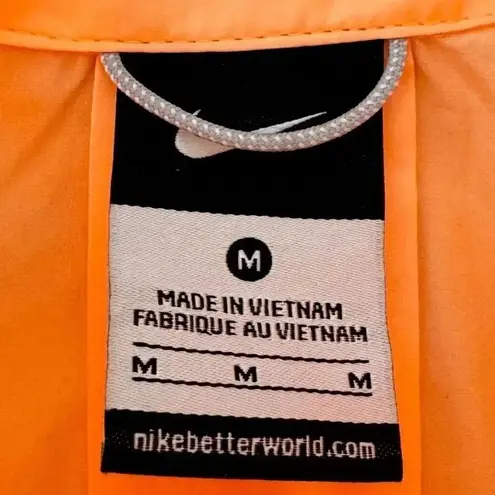 M
MADE IN VIETNAM
FABRIQUE AU VIETNAM
M M M
nikebetterworld.com